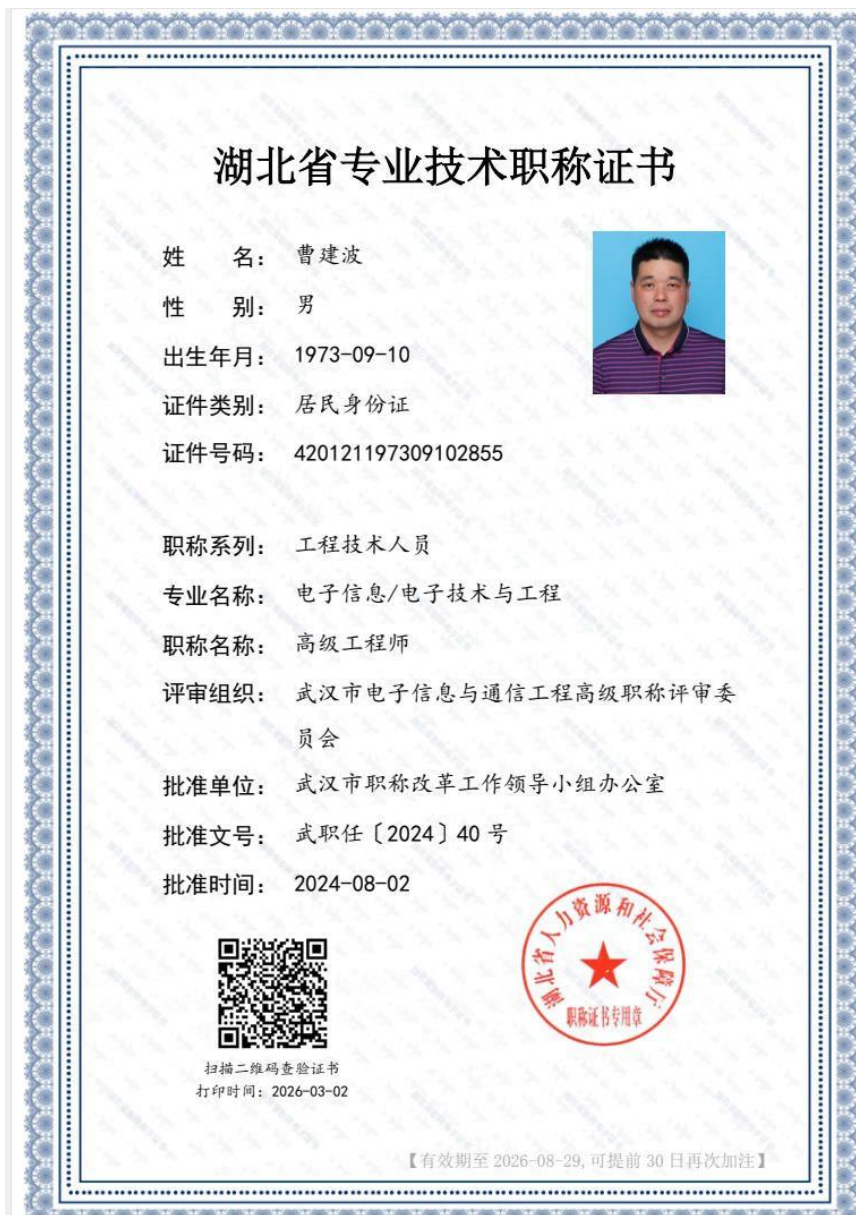 湖北省专业技术职称证书
姓 名： 曹建波
性 别： 男
出生年月： 1973-09-10
证件类别： 居民身份证
证件号码： 420121197309102855
职称系列： 工程技术人员
专业名称： 电子信息/电子技术与工程
职称名称： 高级工程师
评审组织： 武汉市电子信息与通信工程高级职称评审委
员会
批准单位： 武汉市职称改革工作领导小组办公室
批准文号： 武职任〔2024〕40 号
批准时间： 2024-08-02
湖北省人力资源和社会保障厅
职称证书专用章
扫描二维码查验证书
打印时间：2026-03-02
【有效期至 2026-08-29,可提前 30 日再次加注】